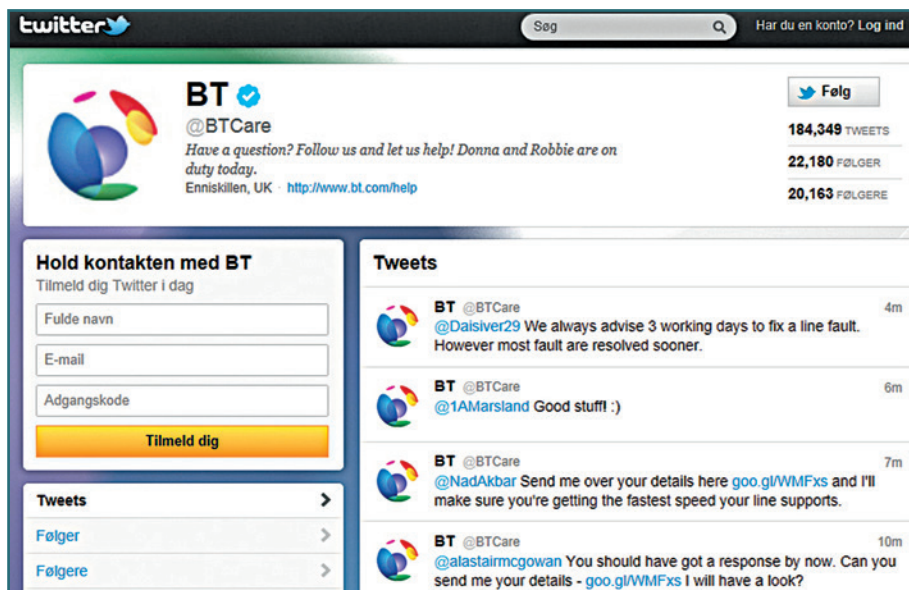 twitter
Søg
Har du en konto? Log ind
BT
@BTCare
Have a question? Follow us and let us help! Donna and Robbie are on
duty today.
Enniskillen, UK · http://www.bt.com/help
Følg
184,349 TWEETS
22,180 FØLGER
20,163 FØLGERE
Hold kontakten med BT
Tilmeld dig Twitter i dag
Fulde navn
E-mail
Adgangskode
Tilmeld dig
Tweets
Følger
Følgere
Tweets
BT @BTCare 4m
@Daisiver29 We always advise 3 working days to fix a line fault.
However most fault are resolved sooner.
BT @BTCare 6m
@1AMarsland Good stuff! :)
BT @BTCare 7m
@NadAkbar Send me over your details here goo.gl/WMFxs and I'll
make sure you're getting the fastest speed your line supports.
BT @BTCare 10m
@alastairmcgowan You should have got a response by now. Can you
send me your details - goo.gl/WMFxs I will have a look?